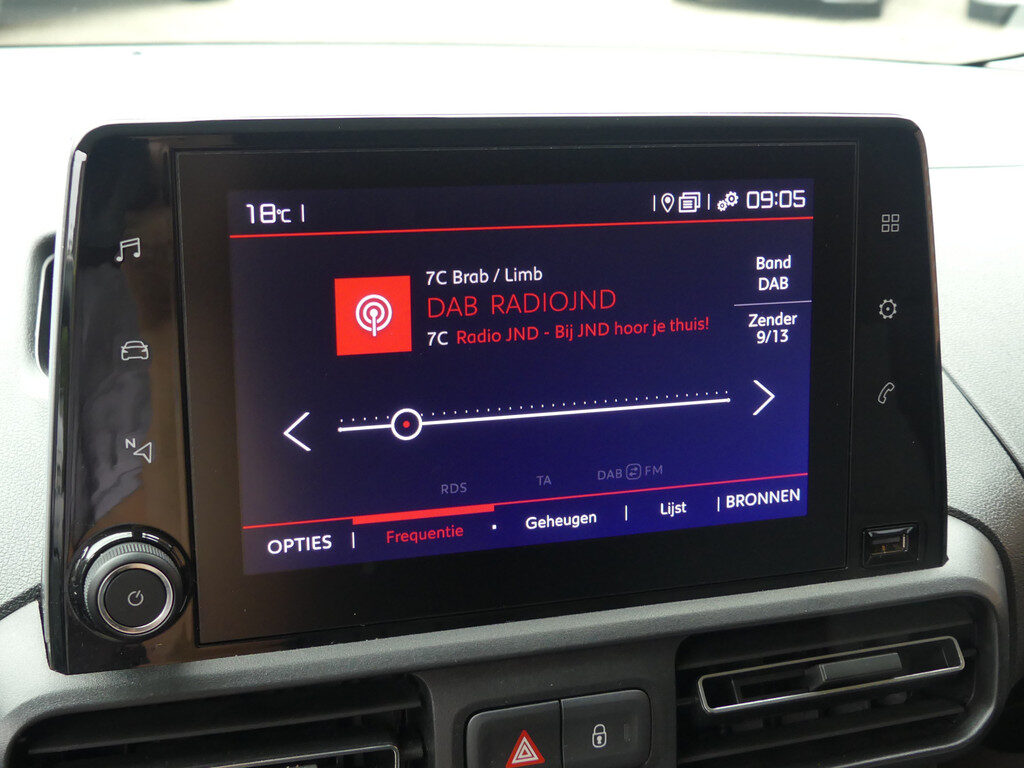 18°C
09:05
7C Brab / Limb
DAB RADIOJND
7C Radio JND - Bij JND hoor je thuis!
Band
DAB
Zender
9/13
N
RDS
TA
DAB FM
OPTIES
Frequentie
Geheugen
Lijst
BRONNEN